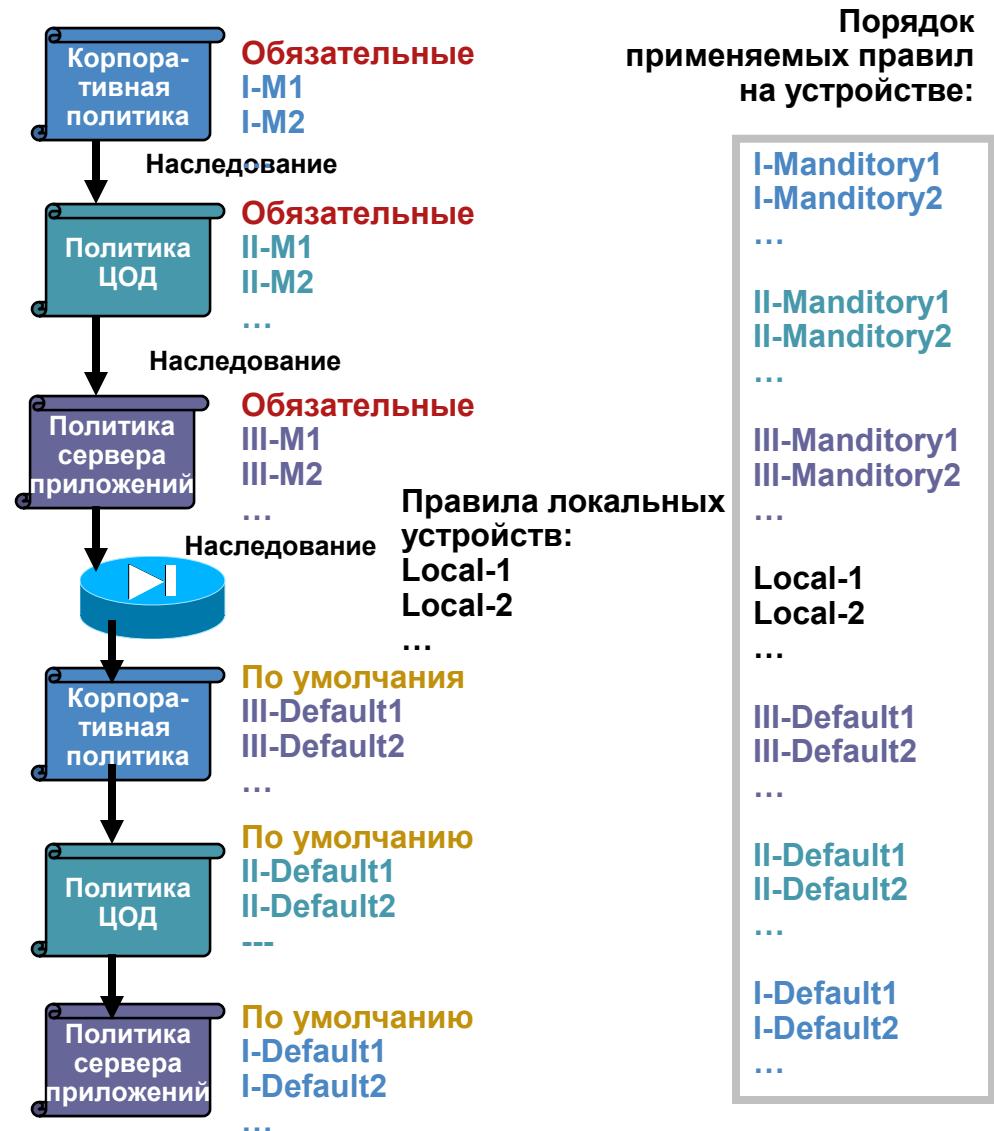 Порядок
применяемых правил
на устройстве:
Корпора-
тивная
политика
Обязательные
I-M1
I-M2
…
Наследование
Политика
ЦОД
Обязательные
II-M1
II-M2
…
Наследование
Политика
сервера
приложений
Обязательные
III-M1
III-M2
…
Наследование
Правила локальных
устройств:
Local-1
Local-2
…
Корпора-
тивная
политика
По умолчания
III-Default1
III-Default2
…
Политика
ЦОД
По умолчанию
II-Default1
II-Default2
---
Политика
сервера
приложений
По умолчанию
I-Default1
I-Default2
…
I-Manditory1
I-Manditory2
…
II-Manditory1
II-Manditory2
…
III-Manditory1
III-Manditory2
…
Local-1
Local-2
…
III-Default1
III-Default2
…
II-Default1
II-Default2
…
I-Default1
I-Default2
…